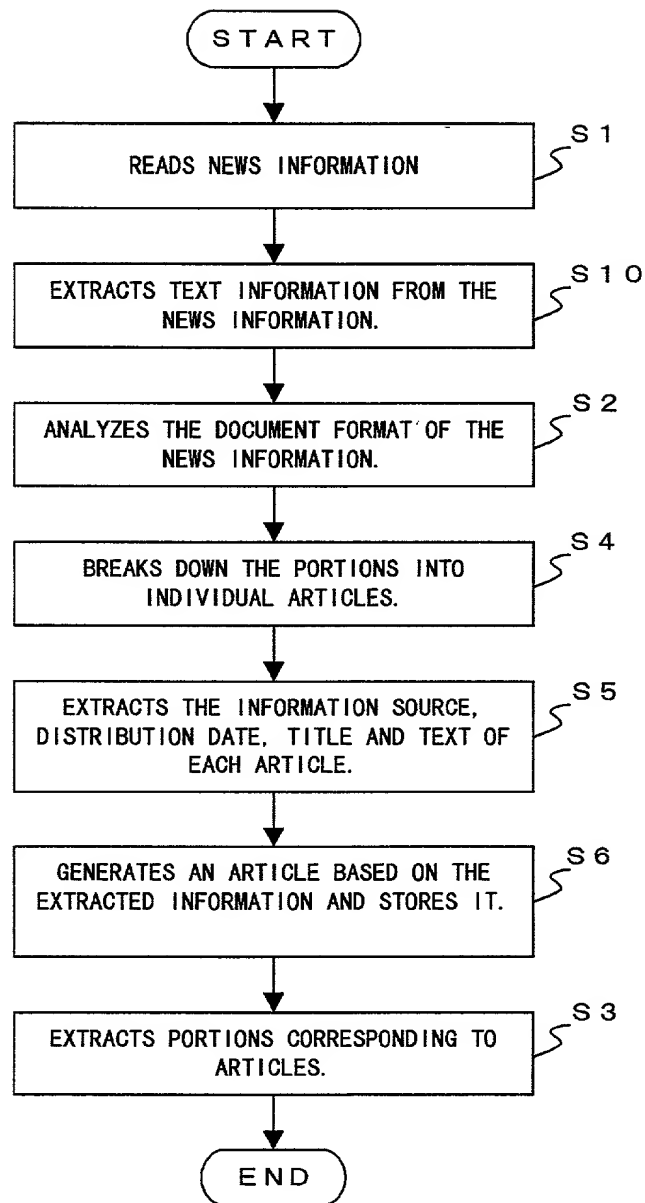 START
S1
READS NEWS INFORMATION
S10
EXTRACTS TEXT INFORMATION FROM THE
NEWS INFORMATION.
S2
ANALYZES THE DOCUMENT FORMAT OF THE
NEWS INFORMATION.
S4
BREAKS DOWN THE PORTIONS INTO
INDIVIDUAL ARTICLES.
S5
EXTRACTS THE INFORMATION SOURCE,
DISTRIBUTION DATE, TITLE AND TEXT OF
EACH ARTICLE.
S6
GENERATES AN ARTICLE BASED ON THE
EXTRACTED INFORMATION AND STORES IT.
S3
EXTRACTS PORTIONS CORRESPONDING TO
ARTICLES.
END